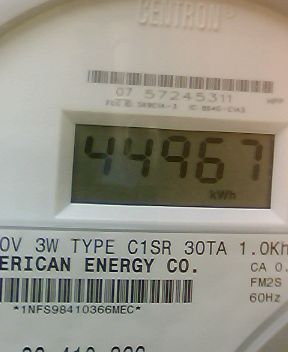 CENTRON®
07 57245311
44967
kWh
0V 3W TYPE C1SR 30TA 1.0Kh
ERICAN ENERGY CO.
CA 0.
FM2S
60Hz
*1NFS98410366MEC*